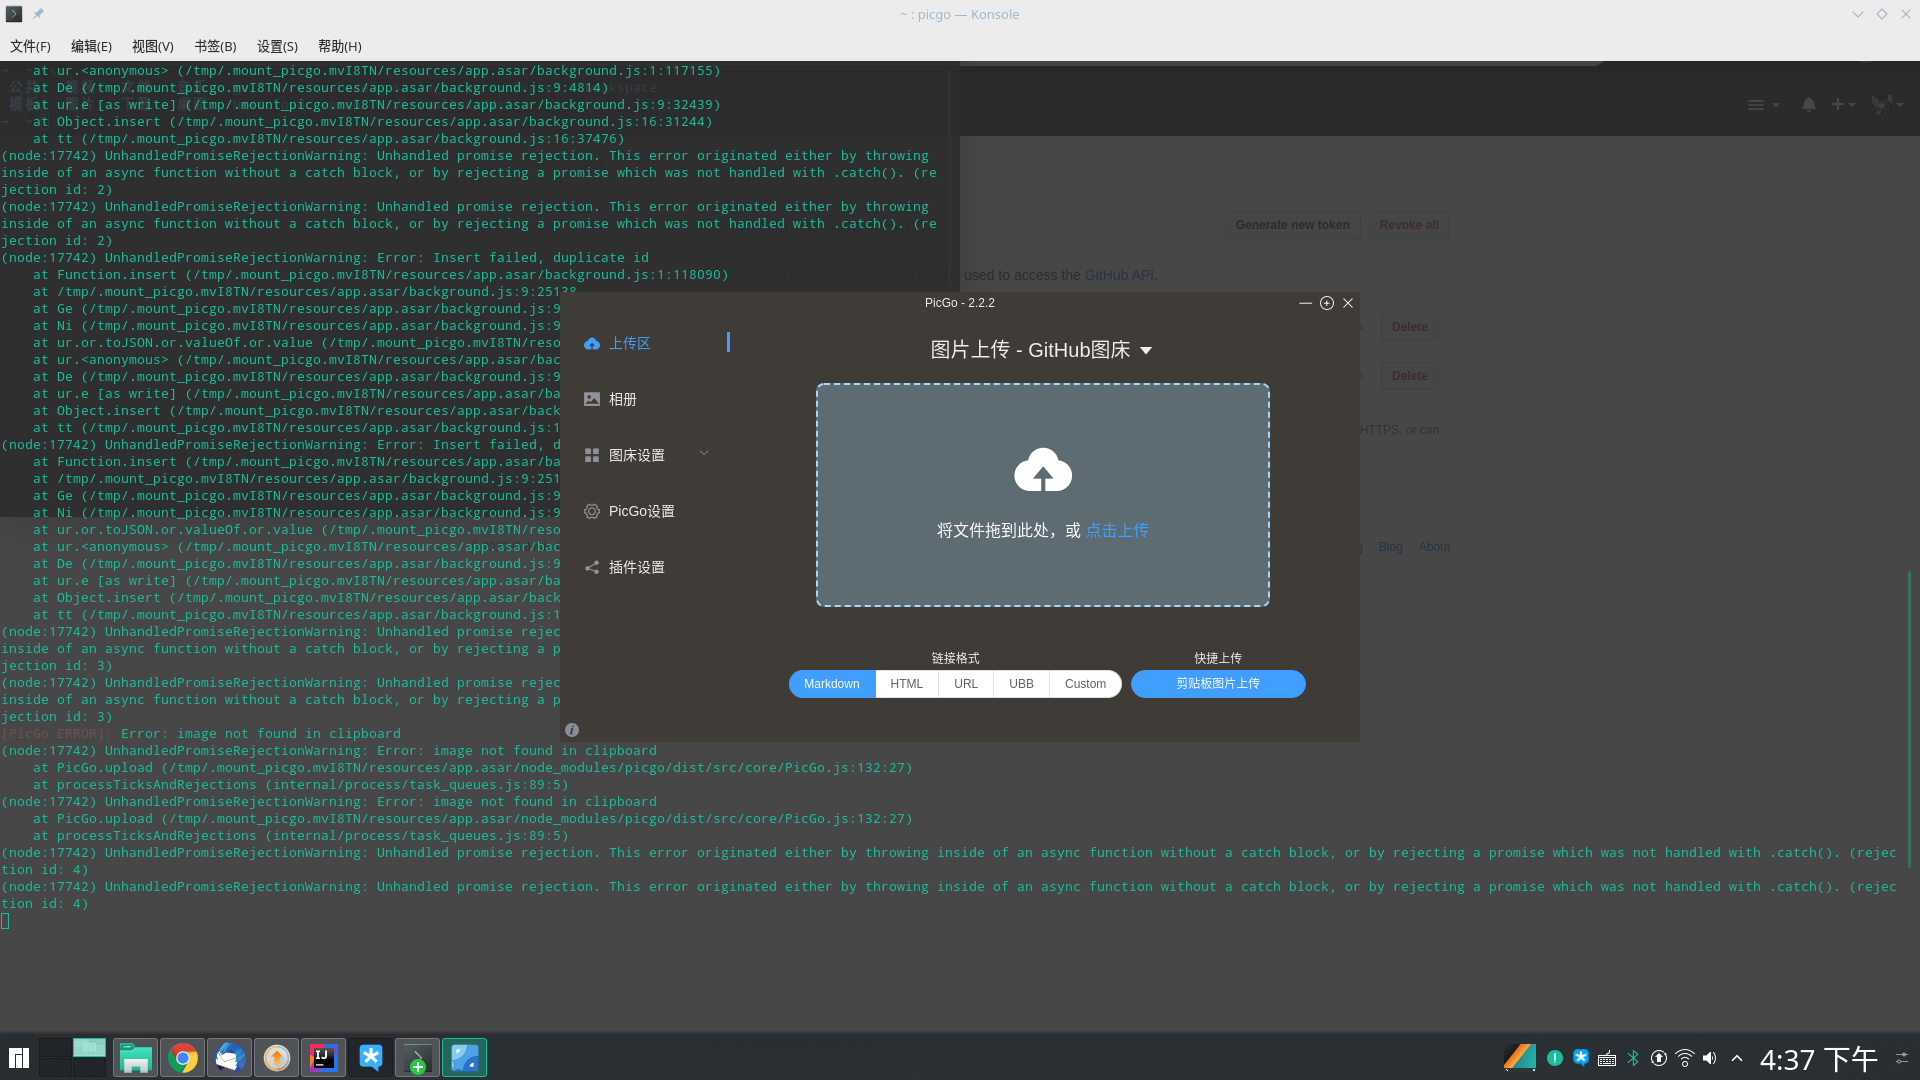 ~ : picgo — Konsole
文件(F) 编辑(E) 视图(V) 书签(B) 设置(S) 帮助(H)
at ur.<anonymous> (/tmp/.mount_picgo.mvI8TN/resources/app.asar/background.js:1:117155)
at De (/tmp/.mount_picgo.mvI8TN/resources/app.asar/background.js:9:4814)
at ur.e [as write] (/tmp/.mount_picgo.mvI8TN/resources/app.asar/background.js:9:32439)
at Object.insert (/tmp/.mount_picgo.mvI8TN/resources/app.asar/background.js:16:31244)
at tt (/tmp/.mount_picgo.mvI8TN/resources/app.asar/background.js:16:37476)
(node:17742) UnhandledPromiseRejectionWarning: Unhandled promise rejection. This error originated either by throwing
inside of an async function without a catch block, or by rejecting a promise which was not handled with .catch(). (re
jection id: 2)
(node:17742) UnhandledPromiseRejectionWarning: Unhandled promise rejection. This error originated either by throwing
inside of an async function without a catch block, or by rejecting a promise which was not handled with .catch(). (re
jection id: 2)
(node:17742) UnhandledPromiseRejectionWarning: Error: Insert failed, duplicate id
at Function.insert (/tmp/.mount_picgo.mvI8TN/resources/app.asar/background.js:1:118090)
at /tmp/.mount_picgo.mvI8TN/resources/app.asar/background.js:9:25138
at Ge (/tmp/.mount_picgo.mvI8TN/resources/app.asar/background.js:9
at Ni (/tmp/.mount_picgo.mvI8TN/resources/app.asar/background.js:9
at ur.or.toJSON.or.valueOf.or.value (/tmp/.mount_picgo.mvI8TN/reso
at ur.<anonymous> (/tmp/.mount_picgo.mvI8TN/resources/app.asar/bac
at De (/tmp/.mount_picgo.mvI8TN/resources/app.asar/background.js:9
at ur.e [as write] (/tmp/.mount_picgo.mvI8TN/resources/app.asar/ba
at Object.insert (/tmp/.mount_picgo.mvI8TN/resources/app.asar/back
at tt (/tmp/.mount_picgo.mvI8TN/resources/app.asar/background.js:1
(node:17742) UnhandledPromiseRejectionWarning: Error: Insert failed, d
at Function.insert (/tmp/.mount_picgo.mvI8TN/resources/app.asar/ba
at /tmp/.mount_picgo.mvI8TN/resources/app.asar/background.js:9:251
at Ge (/tmp/.mount_picgo.mvI8TN/resources/app.asar/background.js:9
at Ni (/tmp/.mount_picgo.mvI8TN/resources/app.asar/background.js:9
at ur.or.toJSON.or.valueOf.or.value (/tmp/.mount_picgo.mvI8TN/reso
at ur.<anonymous> (/tmp/.mount_picgo.mvI8TN/resources/app.asar/bac
at De (/tmp/.mount_picgo.mvI8TN/resources/app.asar/background.js:9
at ur.e [as write] (/tmp/.mount_picgo.mvI8TN/resources/app.asar/ba
at Object.insert (/tmp/.mount_picgo.mvI8TN/resources/app.asar/back
at tt (/tmp/.mount_picgo.mvI8TN/resources/app.asar/background.js:1
(node:17742) UnhandledPromiseRejectionWarning: Unhandled promise rejec
inside of an async function without a catch block, or by rejecting a p
jection id: 3)
(node:17742) UnhandledPromiseRejectionWarning: Unhandled promise rejec
inside of an async function without a catch block, or by rejecting a p
jection id: 3)
[PicGo ERROR]: Error: image not found in clipboard
(node:17742) UnhandledPromiseRejectionWarning: Error: image not found in clipboard
at PicGo.upload (/tmp/.mount_picgo.mvI8TN/resources/app.asar/node_modules/picgo/dist/src/core/PicGo.js:132:27)
at processTicksAndRejections (internal/process/task_queues.js:89:5)
(node:17742) UnhandledPromiseRejectionWarning: Error: image not found in clipboard
at PicGo.upload (/tmp/.mount_picgo.mvI8TN/resources/app.asar/node_modules/picgo/dist/src/core/PicGo.js:132:27)
at processTicksAndRejections (internal/process/task_queues.js:89:5)
(node:17742) UnhandledPromiseRejectionWarning: Unhandled promise rejection. This error originated either by throwing inside of an async function without a catch block, or by rejecting a promise which was not handled with .catch(). (rejec
tion id: 4)
(node:17742) UnhandledPromiseRejectionWarning: Unhandled promise rejection. This error originated either by throwing inside of an async function without a catch block, or by rejecting a promise which was not handled with .catch(). (rejec
tion id: 4)
Generate new token Revoke all
used to access the GitHub API.
Delete
Delete
HTTPS, or can
Blog About
PicGo - 2.2.2
上传区
相册
图床设置
PicGo设置
插件设置
图片上传 - GitHub图床
将文件拖到此处，或 点击上传
链接格式 快捷上传
Markdown HTML URL UBB Custom 剪贴板图片上传
4:37 下午